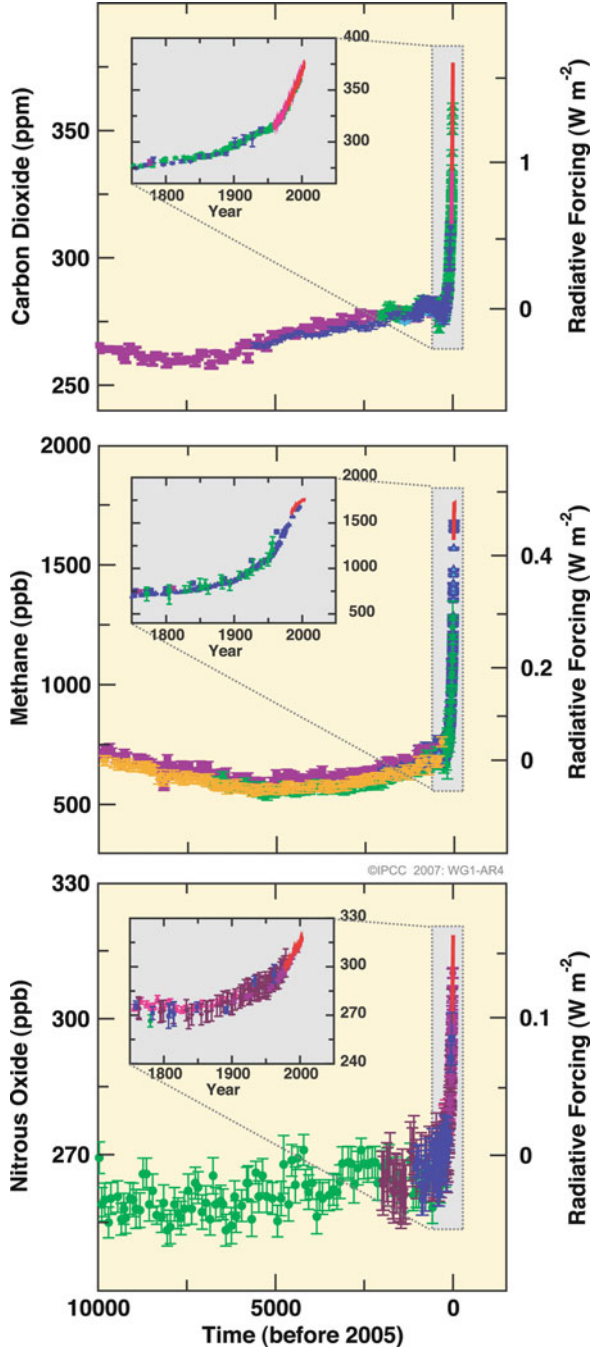 Carbon Dioxide (ppm)
350
300
250
400
350
300
1800 1900 2000
Year
1
0
Radiative Forcing (W m-2)
Methane (ppb)
2000
1500
1000
500
2000
1500
1000
500
1800 1900 2000
Year
0.4
0.2
0
Radiative Forcing (W m-2)
©IPCC 2007: WG1-AR4
Nitrous Oxide (ppb)
330
300
270
330
300
270
240
1800 1900 2000
Year
0.1
0
Radiative Forcing (W m-2)
10000 5000 0
Time (before 2005)